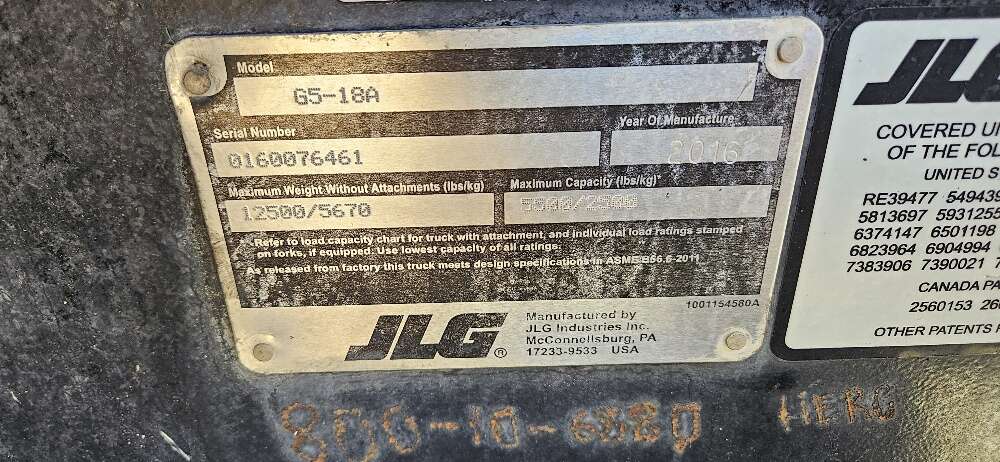 Model
G5-18A
Serial Number
Year Of Manufacture
0160076461
2016
Maximum Weight Without Attachments (lbs/kg)
Maximum Capacity (lbs/kg)*
12500/5670
5500/2500
*Refer to load capacity chart for truck with attachment, and individual load ratings stamped
on forks, if equipped. Use lowest capacity of all ratings.
As released from factory this truck meets design specifications in ASME B56.6-2011
1001154580A
JLG®
Manufactured by
JLG Industries Inc.
McConnellsburg, PA
17233-9533 USA
JLG
COVERED
OF THE
UNITED
RE39477
5813697
6374147 6501198
6823964 6904994
7383906 7390021
CANADA
2560153
OTHER PATENTS
HERC